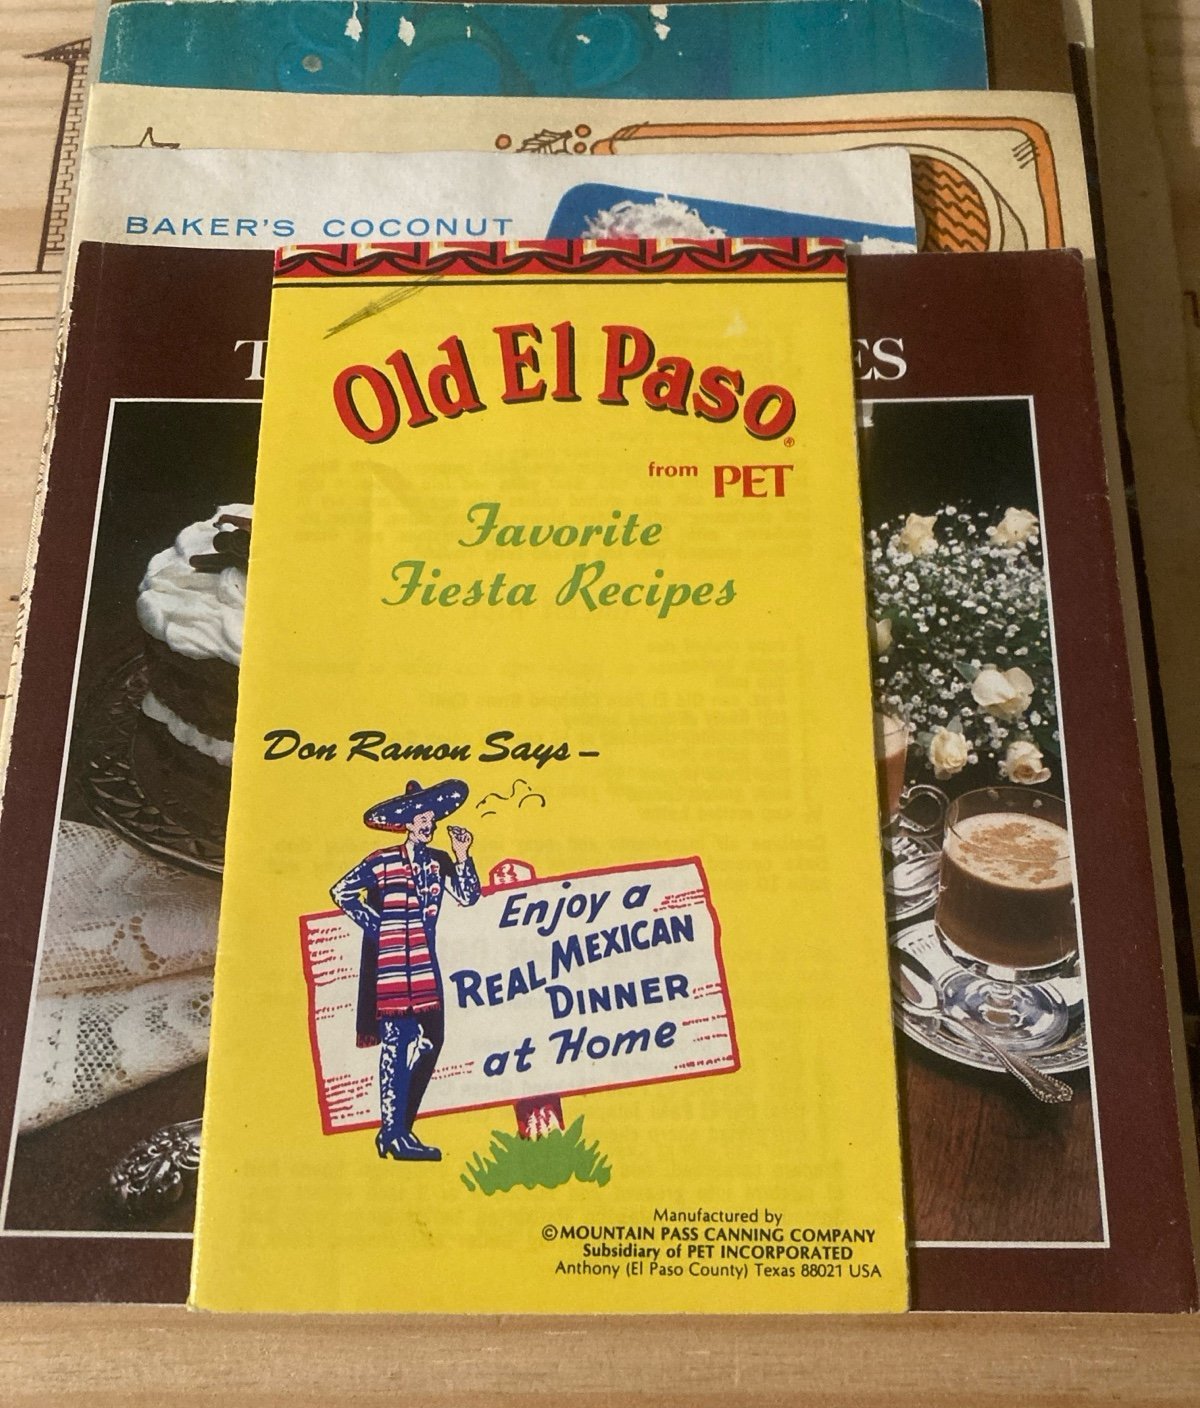 BAKER'S COCONUT
Old El Paso®
from PET
Favorite
Fiesta Recipes
Don Ramon Says –
Enjoy a
REAL MEXICAN
DINNER
at Home
Manufactured by
©MOUNTAIN PASS CANNING COMPANY
Subsidiary of PET INCORPORATED
Anthony (El Paso County) Texas 88021 USA